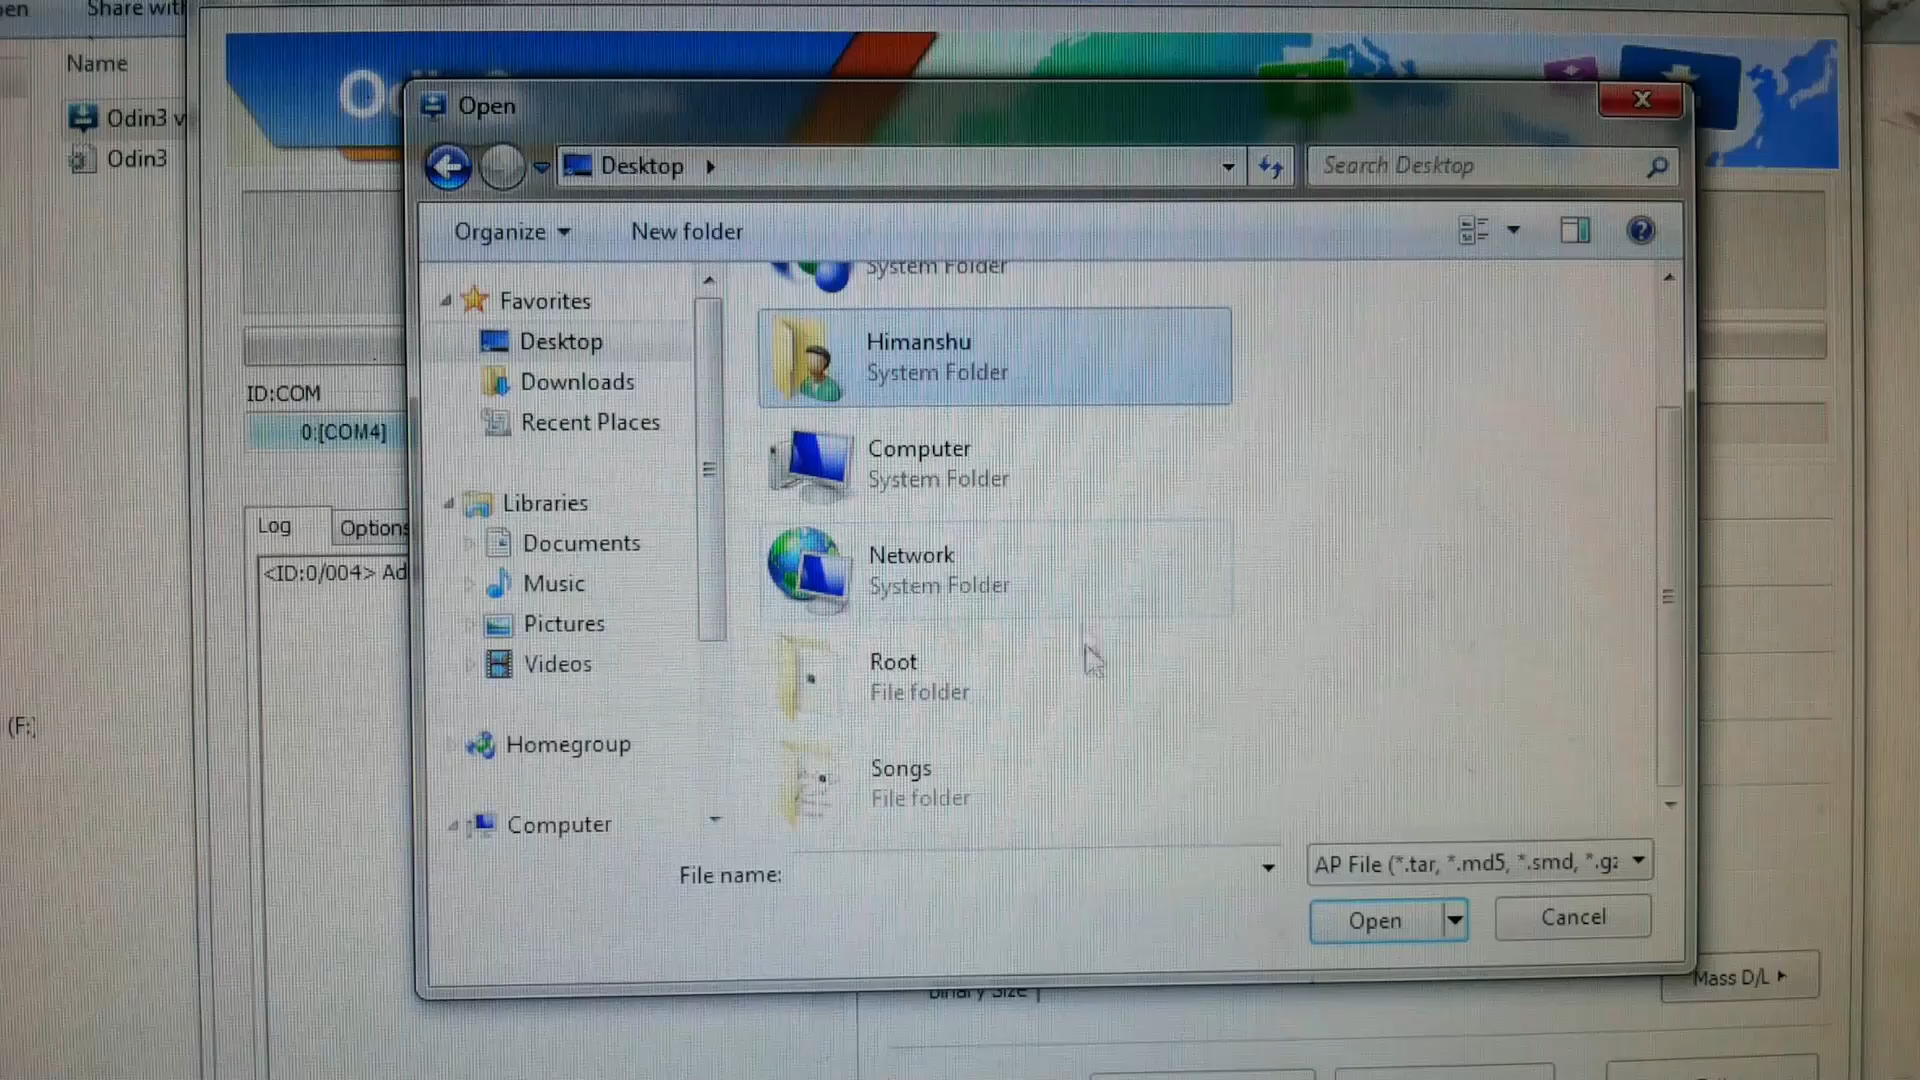 Share with
Name
Odin3 v
Odin3
Open
Desktop
Search Desktop
Organize
New folder
System Folder
Favorites
Desktop
Downloads
Recent Places
Libraries
Documents
Music
Pictures
Videos
Homegroup
Computer
Himanshu
System Folder
Computer
System Folder
Network
System Folder
Root
File folder
Songs
File folder
File name:
AP File (*.tar, *.md5, *.smd, *.gz
Open
Cancel
ID:COM
0:[COM4]
Log
Options
<ID:0/004> Ad
(F:)
Binary Size
Mass D/L